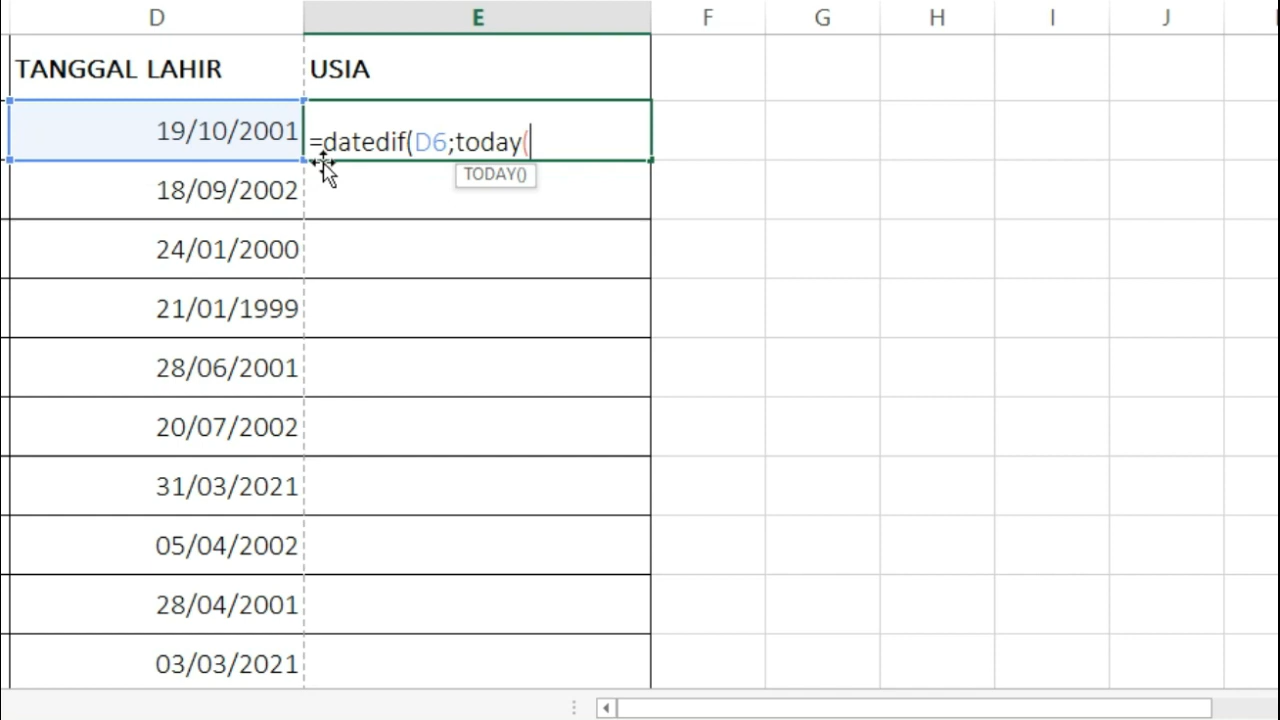 D E F G H I J
TANGGAL LAHIR USIA
19/10/2001 =datedif(D6;today(
TODAY()
18/09/2002
24/01/2000
21/01/1999
28/06/2001
20/07/2002
31/03/2021
05/04/2002
28/04/2001
03/03/2021